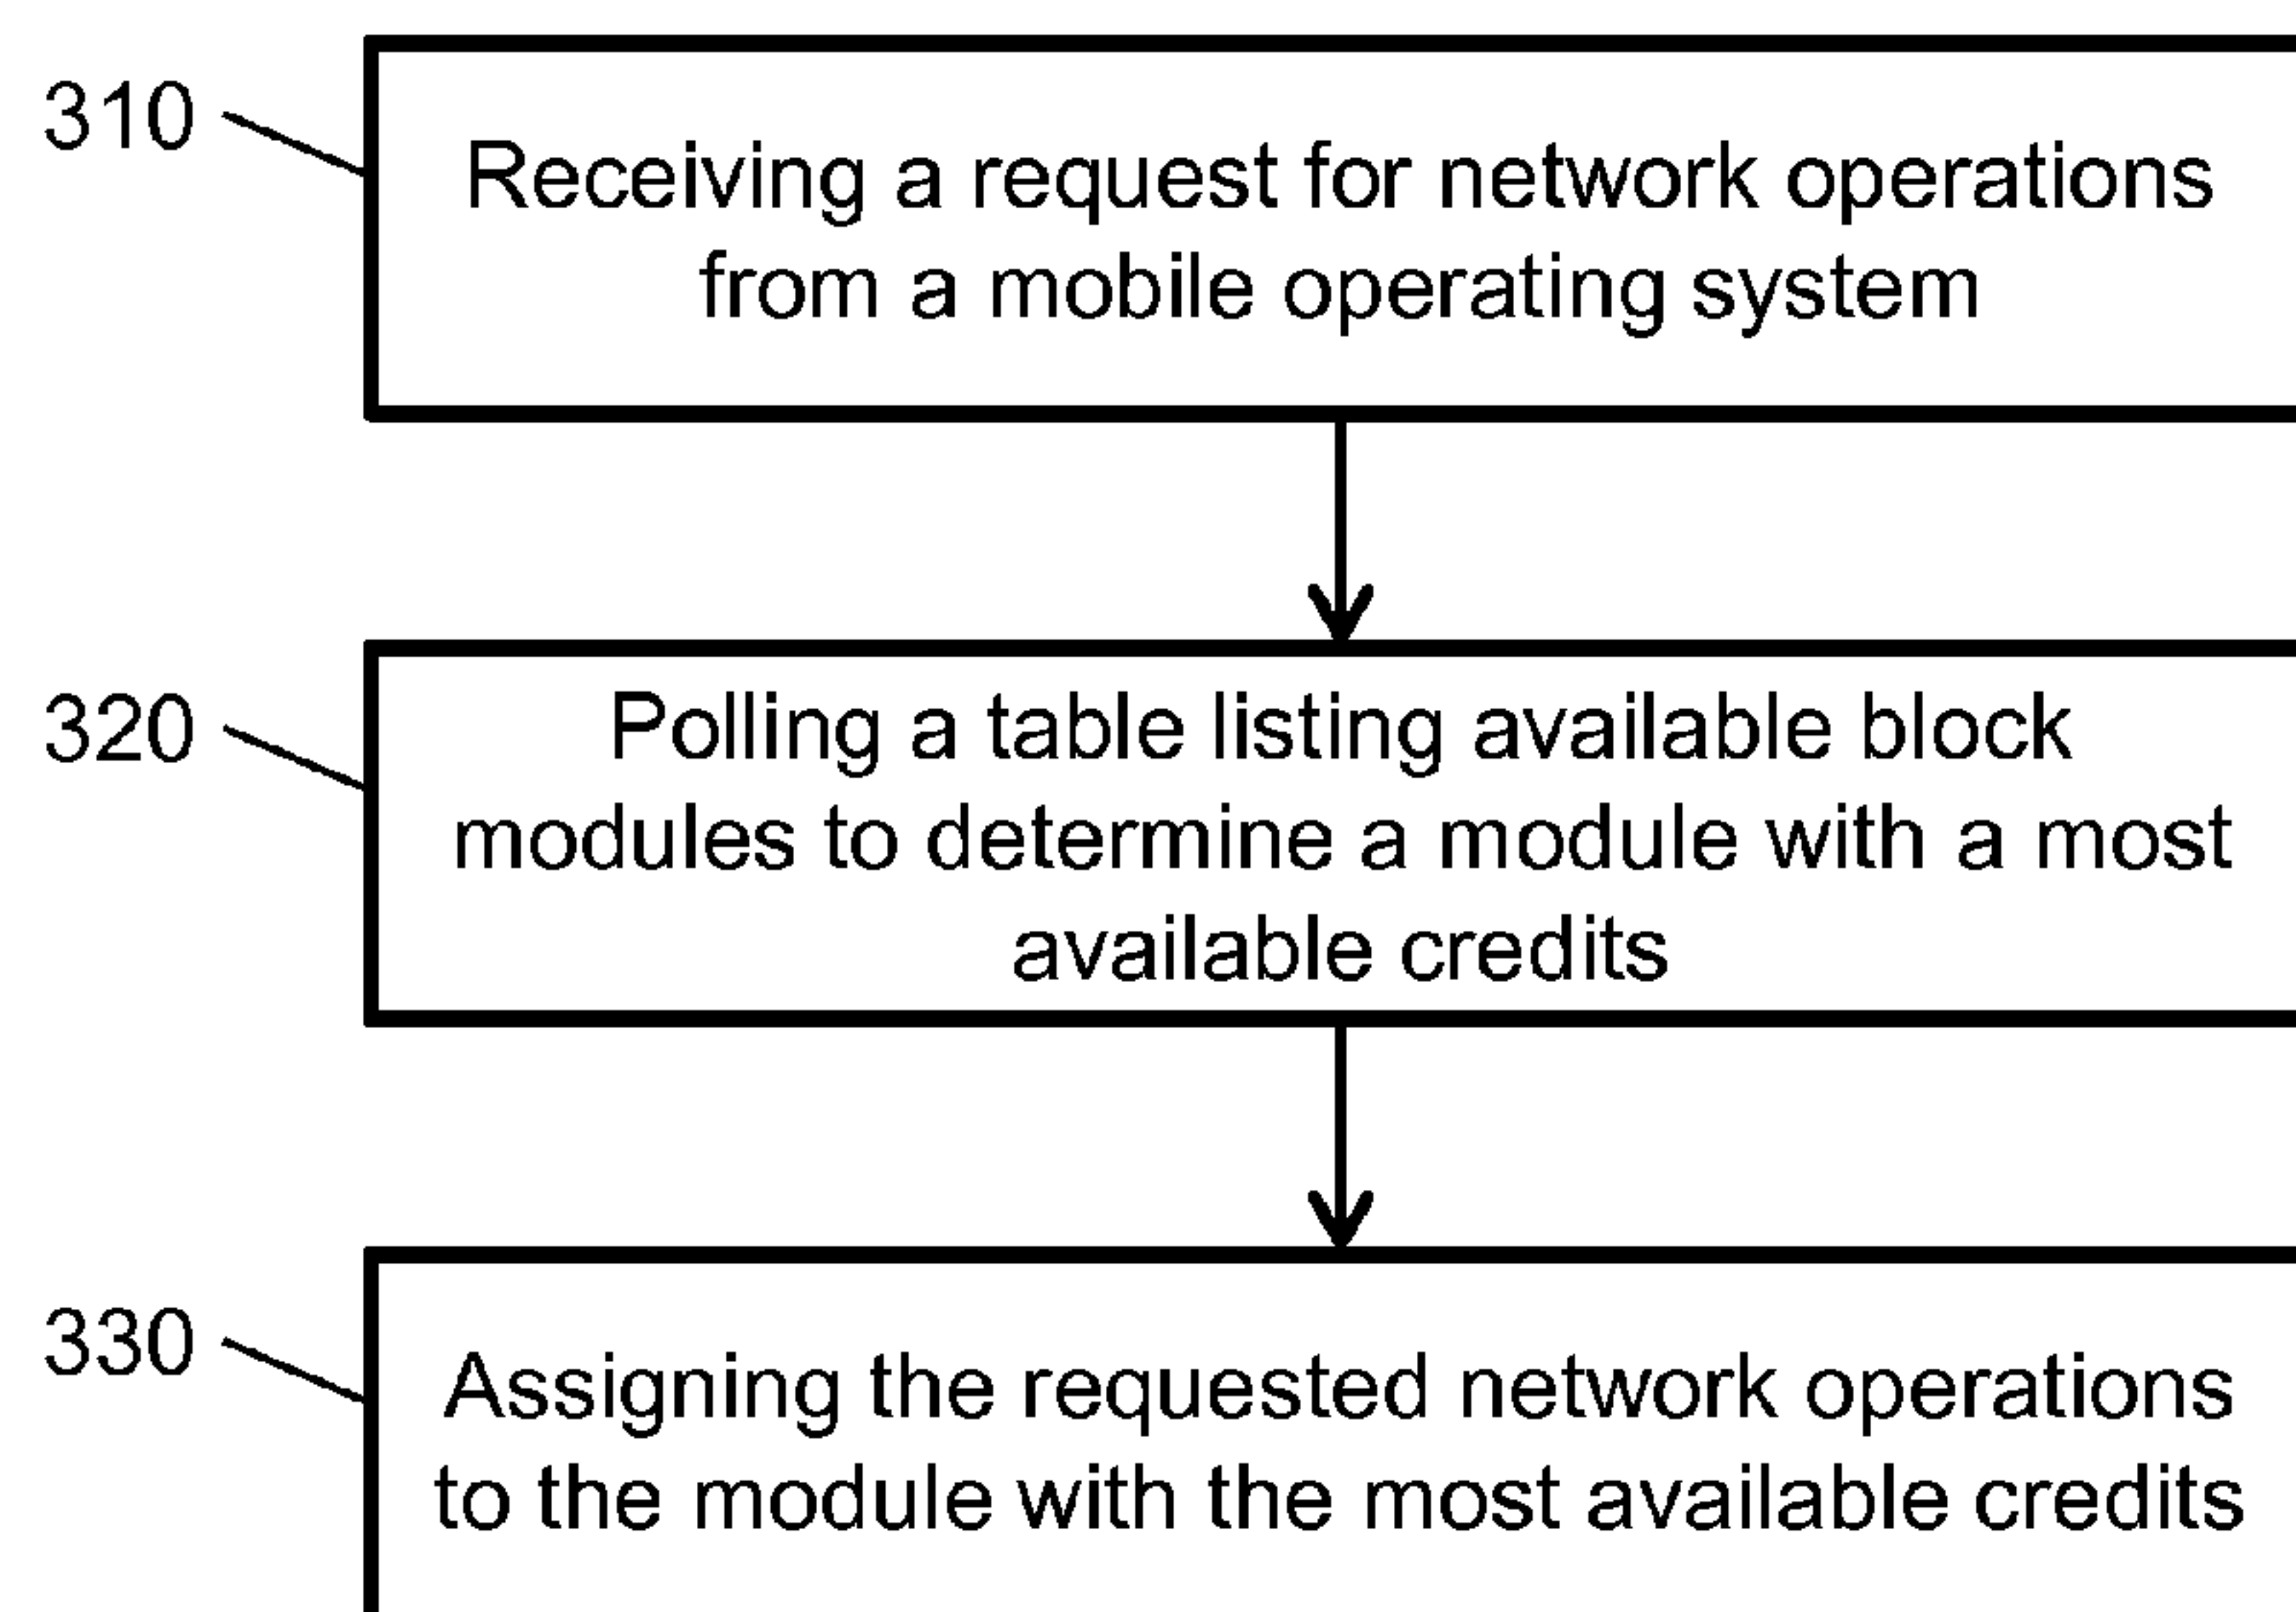 310
Receiving a request for network operations
from a mobile operating system
320
Polling a table listing available block
modules to determine a module with a most
available credits
330
Assigning the requested network operations
to the module with the most available credits